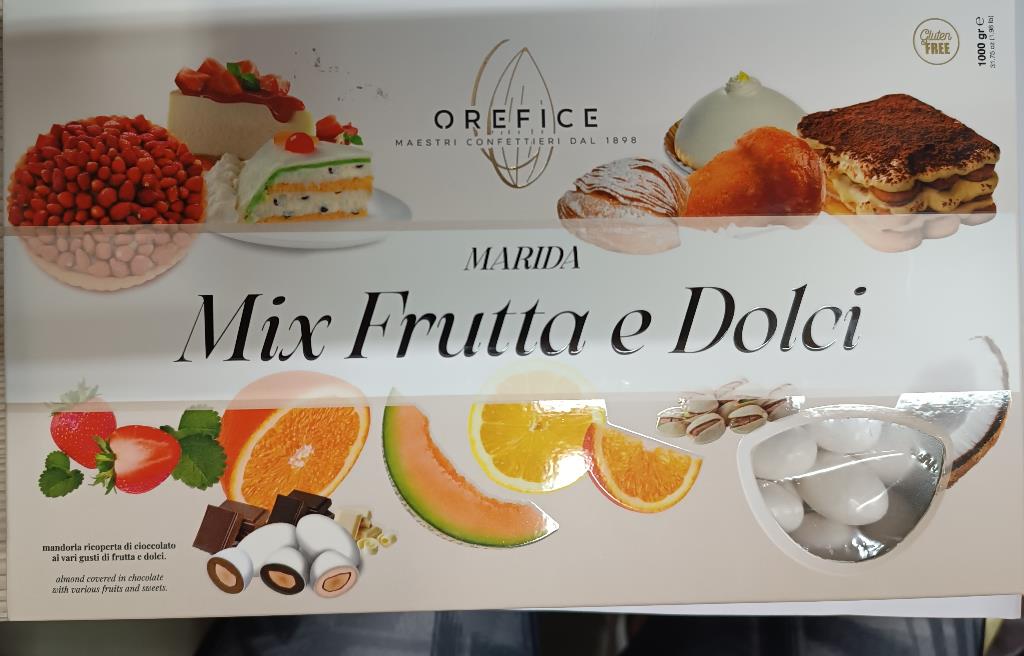 Gluten
FREE
1000 gr ℮
OREFICE
MAESTRI CONFETTIERI DAL 1898
MARIDA
Mix Frutta e Dolci
mandorla ricoperta di cioccolato
ai vari gusti di frutta e dolci.
almond covered in chocolate
with various fruits and sweets.